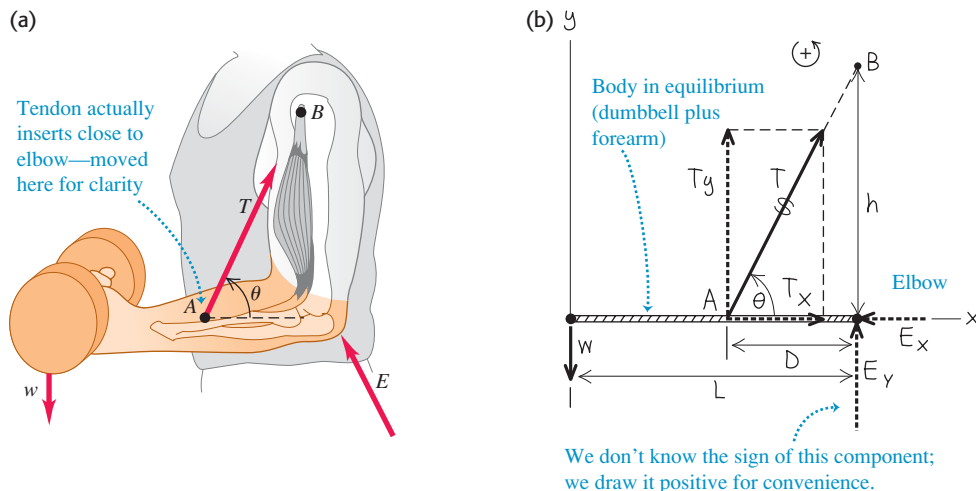 (a)
Tendon actually
inserts close to
elbow—moved
here for clarity
B
T
A
θ
w
E
(b)
y
(+)
B
Body in equilibrium
(dumbbell plus
forearm)
Ty
T
h
Elbow
A
θ
Tx
x
Ex
w
D
Ey
L
We don't know the sign of this component;
we draw it positive for convenience.